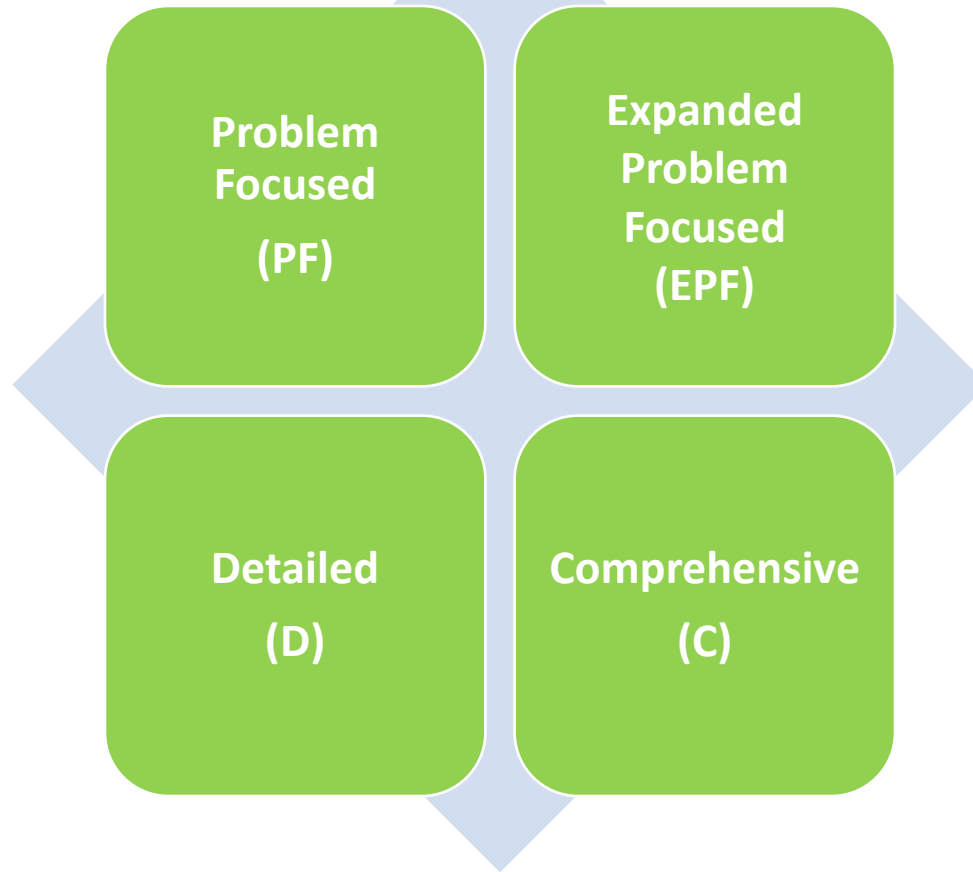 Problem
Focused
(PF)
Expanded
Problem
Focused
(EPF)
Detailed
(D)
Comprehensive
(C)